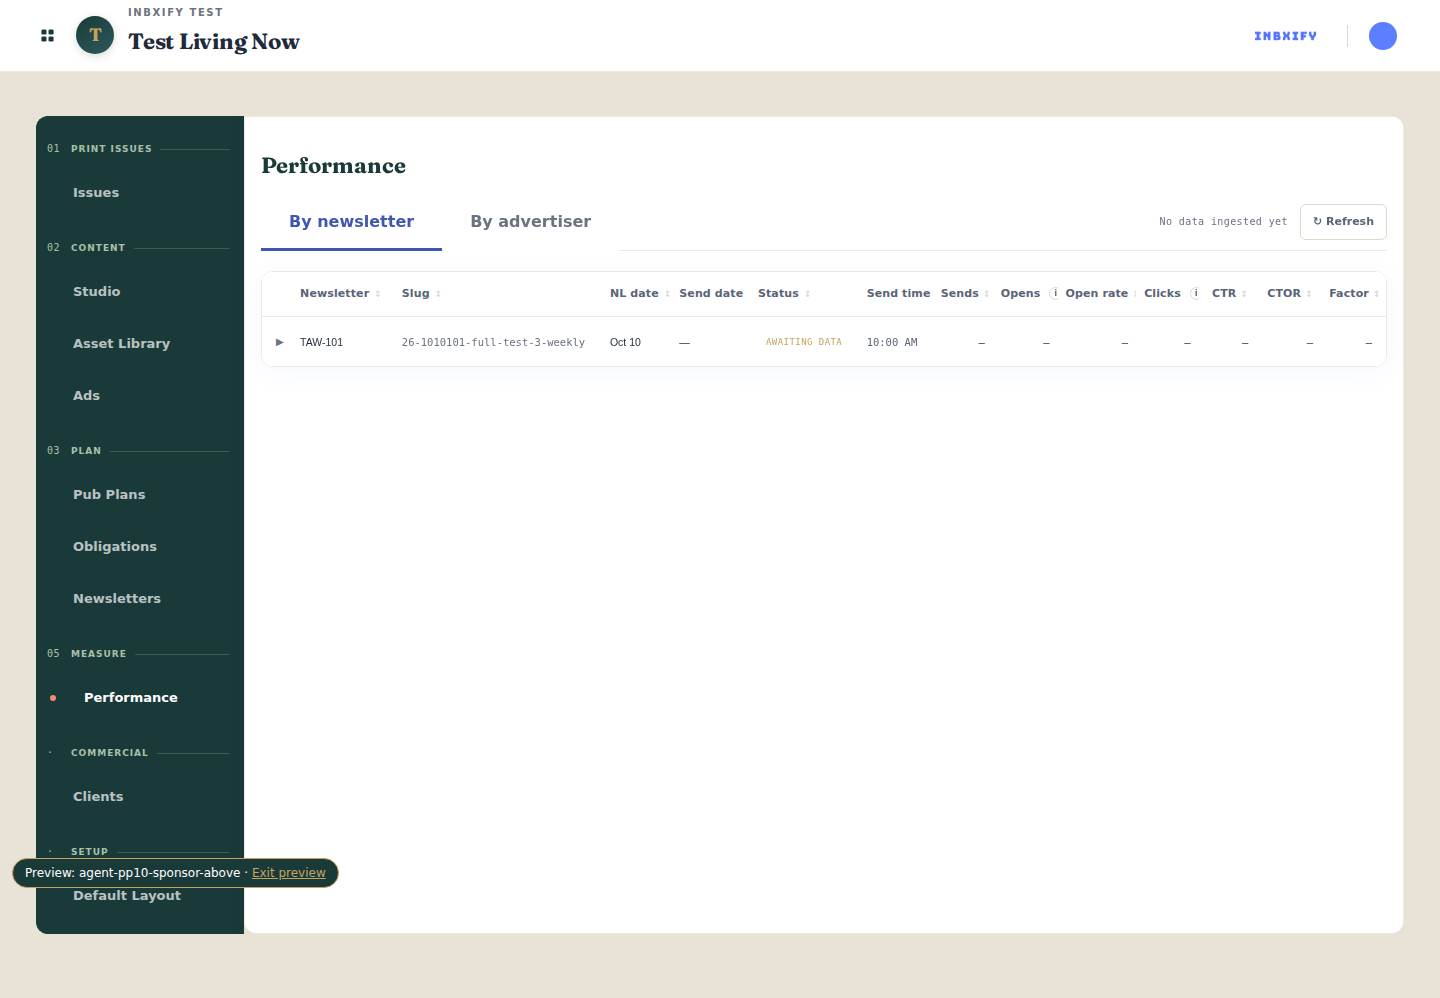 INBXIFY TEST
T
Test Living Now
INBXIFY
01 PRINT ISSUES
Issues
02 CONTENT
Studio
Asset Library
Ads
03 PLAN
Pub Plans
Obligations
Newsletters
05 MEASURE
Performance
· COMMERCIAL
Clients
· SETUP
Preview: agent-pp10-sponsor-above · Exit preview
Default Layout
Performance
By newsletter By advertiser No data ingested yet ↻ Refresh
Newsletter ↕ Slug ↕ NL date ↕ Send date Status ↕ Send time Sends ↕ Opens i Open rate Clicks i CTR ↕ CTOR ↕ Factor ↕
▶ TAW-101 26-1010101-full-test-3-weekly Oct 10 — AWAITING DATA 10:00 AM – – – – – – –